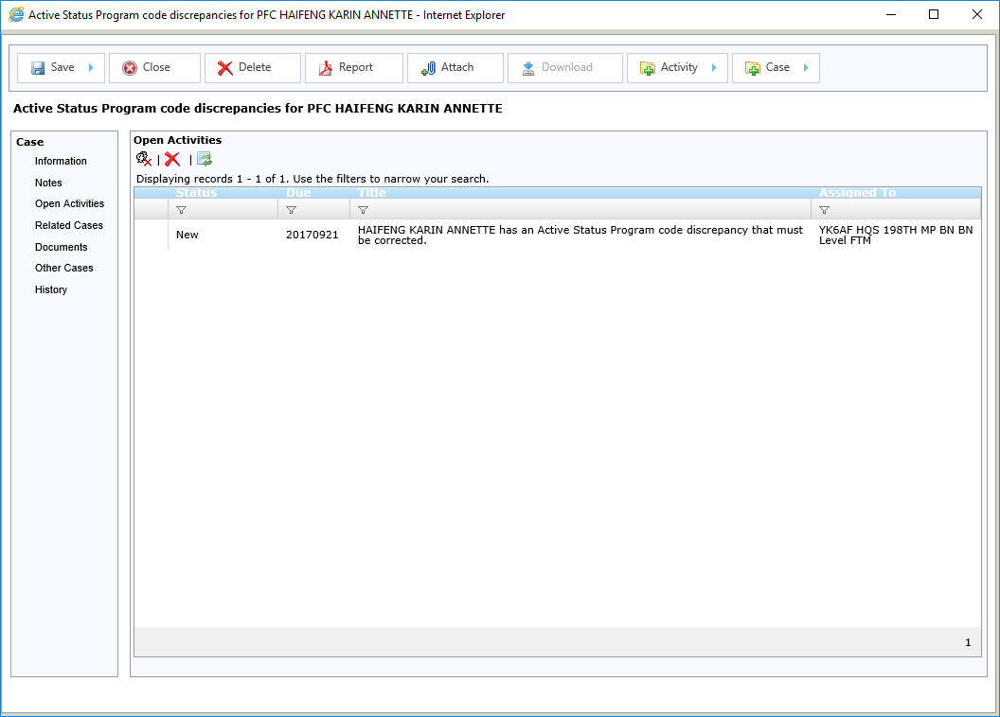 Active Status Program code discrepancies for PFC HAIFENG KARIN ANNETTE - Internet Explorer
Save Close Delete Report Attach Download Activity Case
Active Status Program code discrepancies for PFC HAIFENG KARIN ANNETTE
Case
Information
Notes
Open Activities
Related Cases
Documents
Other Cases
History
Open Activities
| |
Displaying records 1 - 1 of 1. Use the filters to narrow your search.
Status Due Title Assigned To
New 20170921 HAIFENG KARIN ANNETTE has an Active Status Program code discrepancy that must be corrected. YK6AF HQS 198TH MP BN BN Level FTM
1